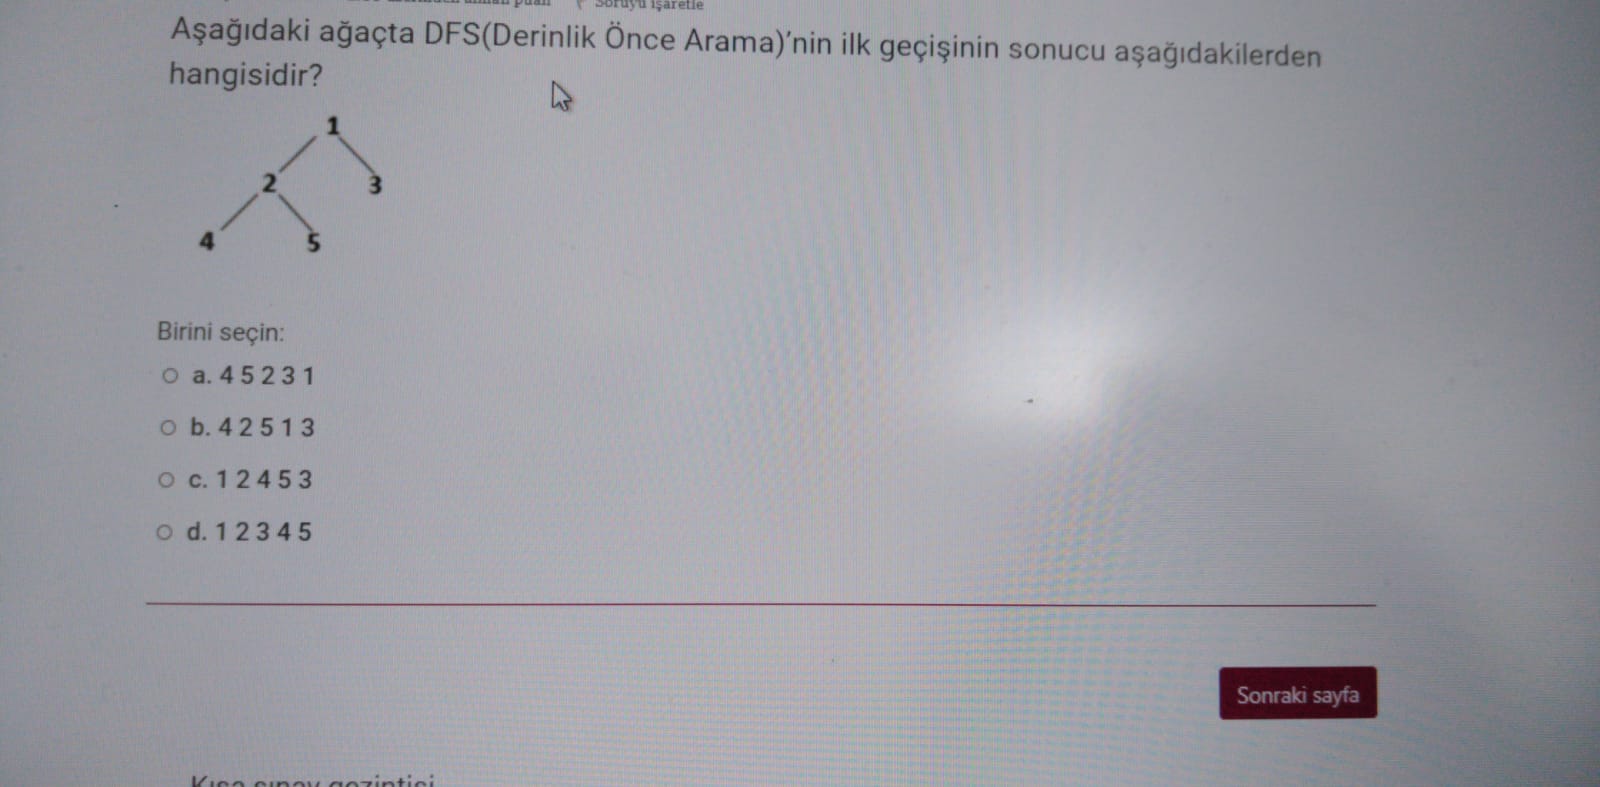 puan Soruyu işaretle
Aşağıdaki ağaçta DFS(Derinlik Önce Arama)'nin ilk geçişinin sonucu aşağıdakilerden
hangisidir?
1
2 3
4 5
Birini seçin:
a. 4 5 2 3 1
b. 4 2 5 1 3
c. 1 2 4 5 3
d. 1 2 3 4 5
Sonraki sayfa
Kısa sınav gezintisi